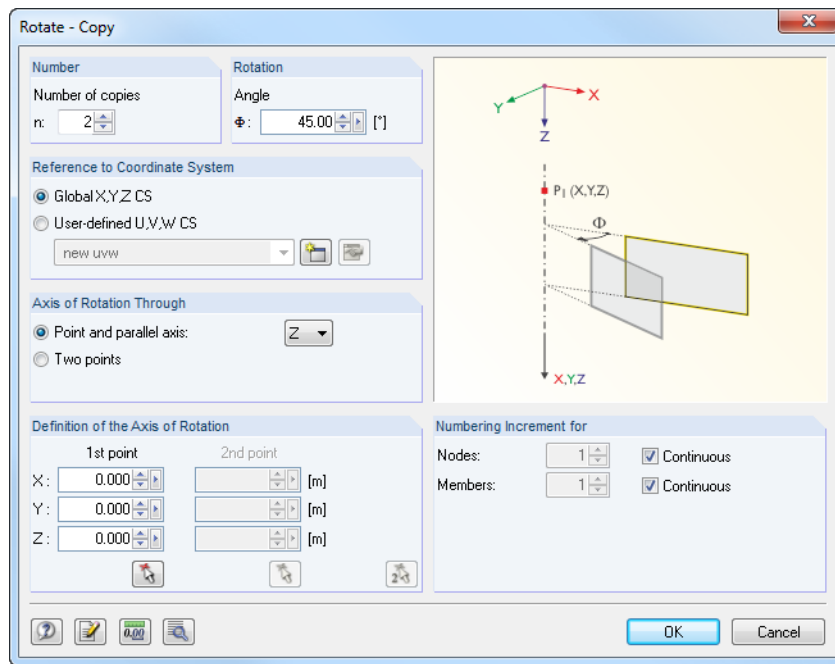 Rotate - Copy
Number
Number of copies
n: 2
Rotation
Angle
Φ: 45.00 [°]
Reference to Coordinate System
Global X,Y,Z CS
User-defined U,V,W CS
new uvw
Axis of Rotation Through
Point and parallel axis: Z
Two points
X
Y
Z
P1 (X,Y,Z)
Φ
X,Y,Z
Definition of the Axis of Rotation
1st point 2nd point
X: 0.000 [m]
Y: 0.000 [m]
Z: 0.000 [m]
2
Numbering Increment for
Nodes: 1 Continuous
Members: 1 Continuous
0.00
OK Cancel